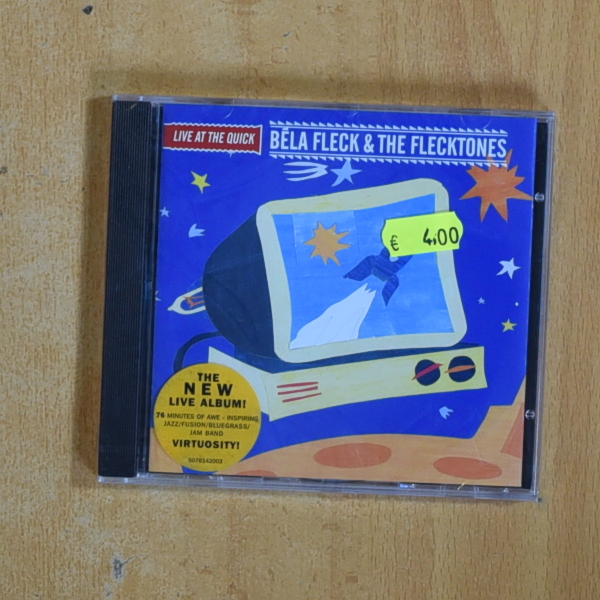 LIVE AT THE QUICK
BÉLA FLECK & THE FLECKTONES
€ 4.00
THE
NEW
LIVE ALBUM!
76 MINUTES OF AWE - INSPIRING
JAZZ/FUSION/BLUEGRASS/
JAM BAND
VIRTUOSITY!
5078142003